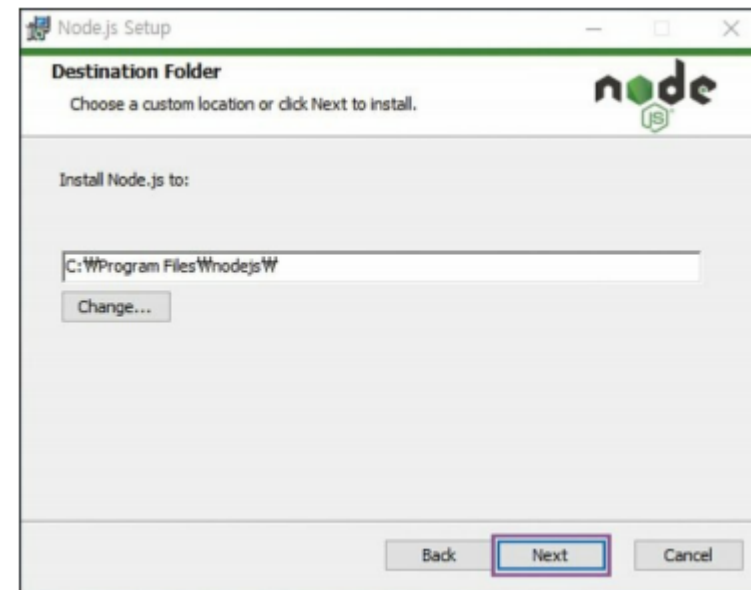 Node.js Setup
Destination Folder
Choose a custom location or click Next to install.
node
JS
Install Node.js to:
C:₩Program Files₩nodejs₩
Change...
Back Next Cancel